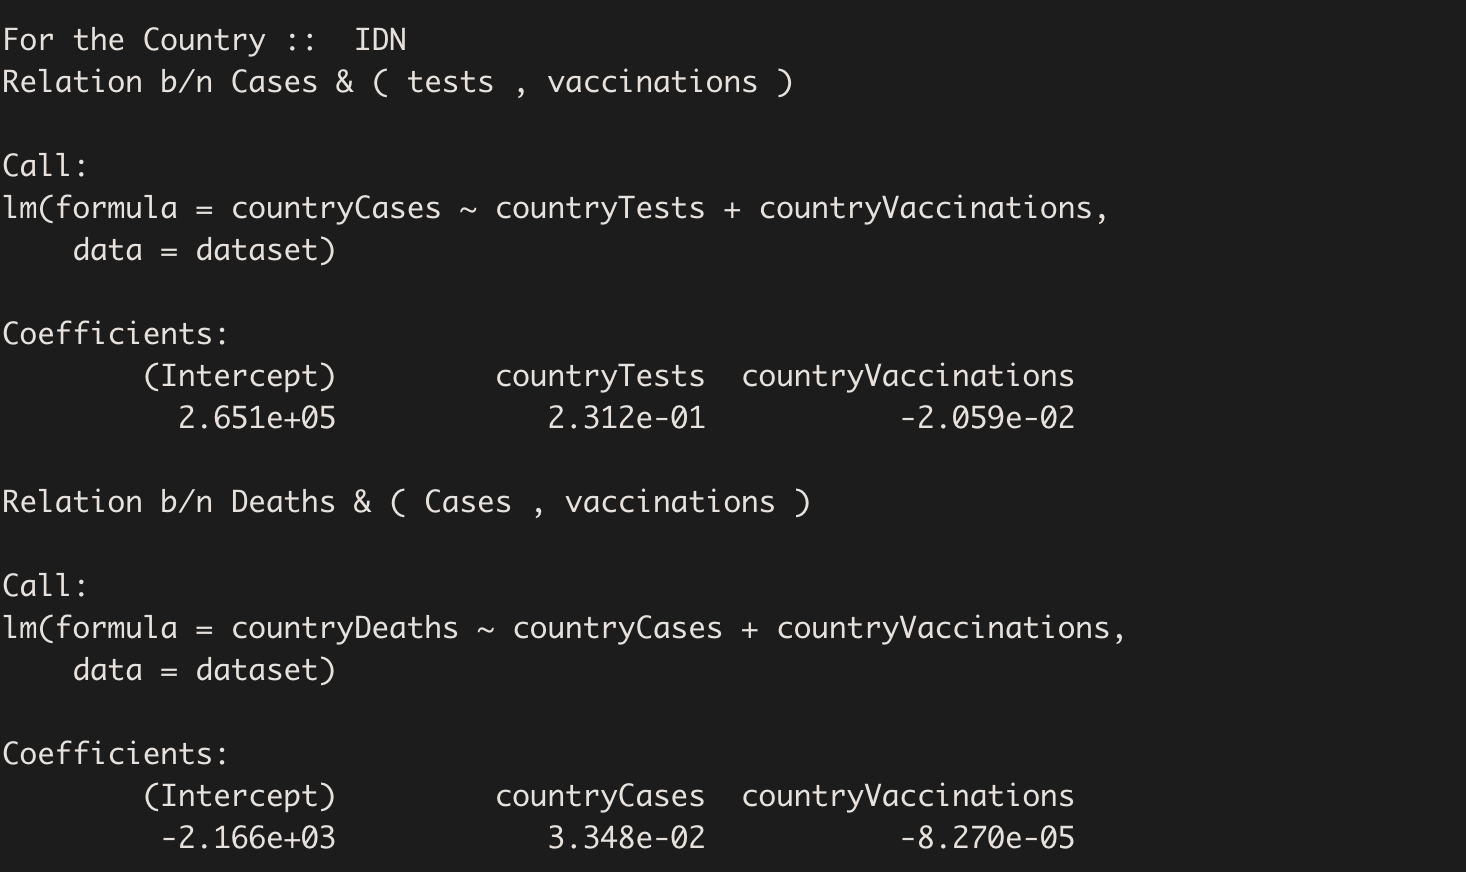 For the Country ::  IDN
Relation b/n Cases & ( tests , vaccinations )
Call:
lm(formula = countryCases ~ countryTests + countryVaccinations,
    data = dataset)
Coefficients:
        (Intercept)         countryTests  countryVaccinations
          2.651e+05            2.312e-01           -2.059e-02
Relation b/n Deaths & ( Cases , vaccinations )
Call:
lm(formula = countryDeaths ~ countryCases + countryVaccinations,
    data = dataset)
Coefficients:
        (Intercept)         countryCases  countryVaccinations
         -2.166e+03            3.348e-02           -8.270e-05